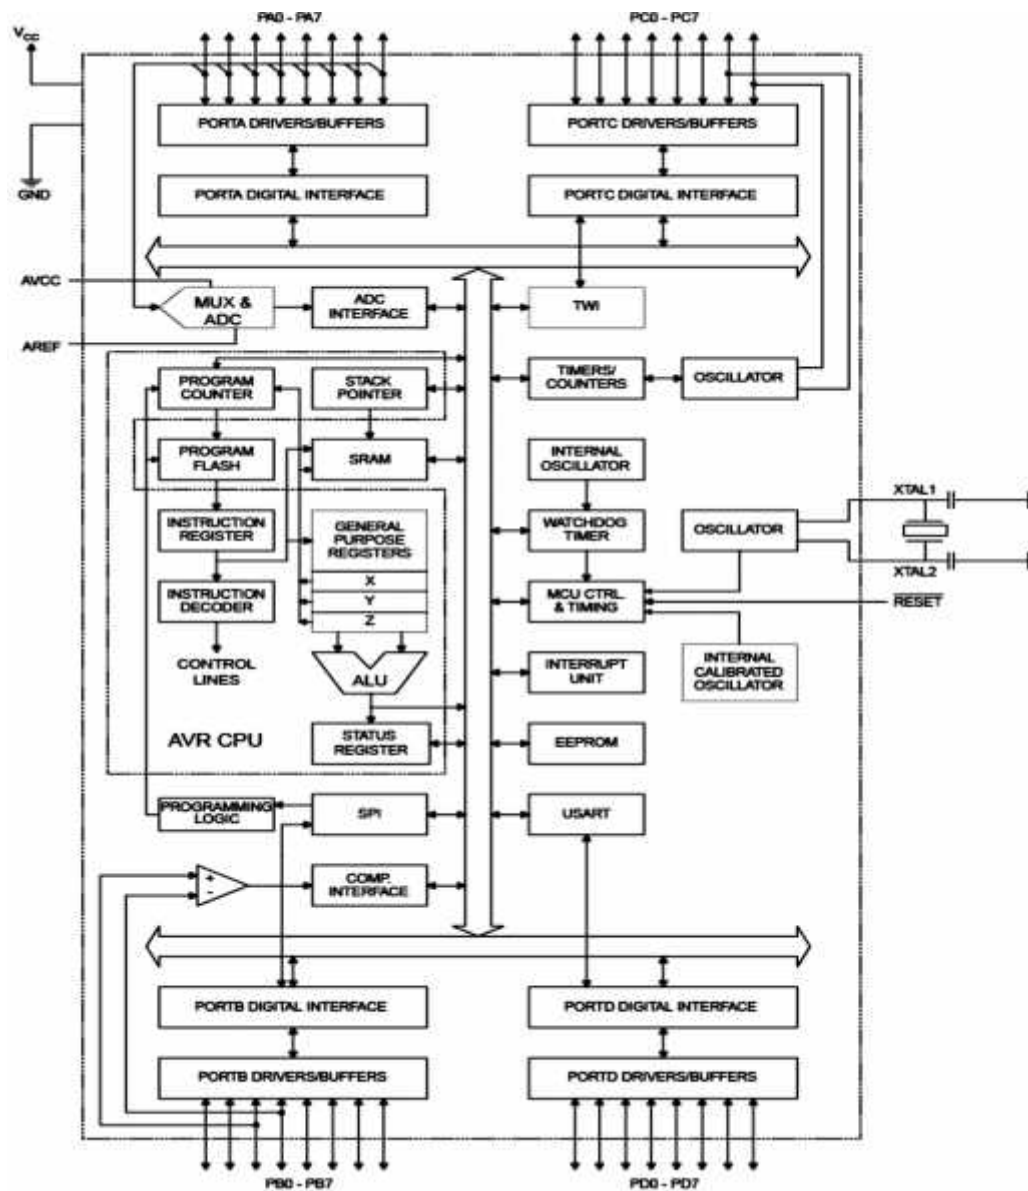 PA0 - PA7
PC0 - PC7
VCC
PORTA DRIVERS/BUFFERS
PORTC DRIVERS/BUFFERS
GND
PORTA DIGITAL INTERFACE
PORTC DIGITAL INTERFACE
AVCC
MUX &
ADC
ADC
INTERFACE
TWI
AREF
PROGRAM
COUNTER
STACK
POINTER
TIMERS/
COUNTERS
OSCILLATOR
PROGRAM
FLASH
SRAM
INTERNAL
OSCILLATOR
XTAL1
INSTRUCTION
REGISTER
GENERAL
PURPOSE
REGISTERS
WATCHDOG
TIMER
OSCILLATOR
XTAL2
X
Y
Z
INSTRUCTION
DECODER
MCU CTRL.
& TIMING
RESET
CONTROL
LINES
ALU
INTERRUPT
UNIT
INTERNAL
CALIBRATED
OSCILLATOR
AVR CPU
STATUS
REGISTER
EEPROM
PROGRAMMING
LOGIC
SPI
USART
+
-
COMP.
INTERFACE
PORTB DIGITAL INTERFACE
PORTD DIGITAL INTERFACE
PORTB DRIVERS/BUFFERS
PORTD DRIVERS/BUFFERS
PB0 - PB7
PD0 - PD7